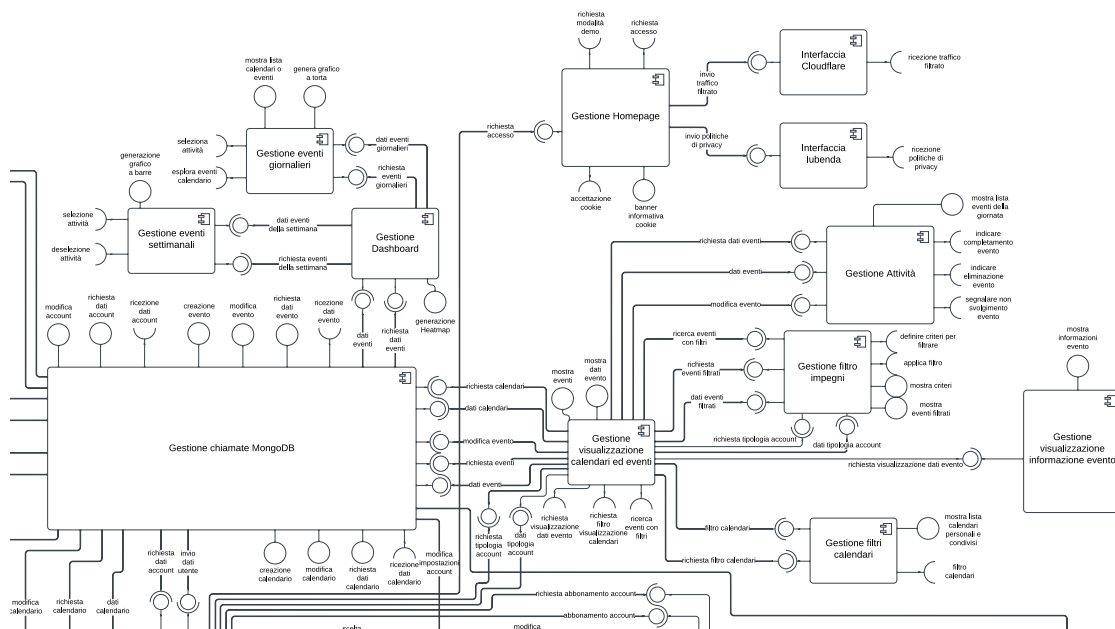 richiesta
modalità
demo
richiesta
accesso
Interfaccia
Cloudflare
ricezione traffico
filtrato
invio
traffico
filtrato
Gestione Homepage
richiesta
accesso
invio politiche
di privacy
Interfaccia
Iubenda
ricezione
politiche di
privacy
accettazione
cookie
banner
informativa
cookie
mostra lista
calendari o
eventi
genera grafico
a torta
seleziona
attività
esplora eventi
calendario
Gestione eventi
giornalieri
dati eventi
giornalieri
richiesta
eventi
giornalieri
generazione
grafico
a barre
selezione
attività
deselezione
attività
Gestione eventi
settimanali
dati eventi
della settimana
richiesta eventi
della settimana
Gestione
Dashboard
generazione
Heatmap
dati
eventi
richiesta
dati
eventi
mostra lista
eventi della
giornata
richiesta dati eventi
dati eventi
modifica evento
Gestione Attività
indicare
completamento
evento
indicare
eliminazione
evento
segnalare non
svolgimento
evento
modifica
account
richiesta
dati
account
ricezione
dati
account
creazione
evento
modifica
evento
richiesta
dati
evento
ricezione
dati
evento
Gestione chiamate MongoDB
richiesta calendari
dati calendari
modifica evento
richiesta eventi
dati eventi
mostra
eventi
mostra
dati
evento
Gestione
visualizzazione
calendari ed eventi
ricerca eventi
con filtri
richiesta
eventi filtrati
dati eventi
filtrati
Gestione filtro
impegni
definire criteri per
filtrare
applica filtro
mostra criteri
mostra
eventi filtrati
richiesta tipologia account
dati tipologia account
richiesta visualizzazione dati evento
mostra
informazioni
evento
Gestione
visualizzazione
informazione evento
richiesta
tipologia
account
dati
tipologia
account
richiesta
visualizzazione
dati evento
richiesta
filtro
visualizzazione
calendari
ricerca
eventi con
filtri
filtro calendari
richiesta filtro calendari
Gestione filtri
calendari
mostra lista
calendari
personali e
condivisi
filtro
calendari
richiesta
dati
account
invio
dati
utente
creazione
calendario
modifica
calendario
richiesta
dati
calendario
ricezione
dati
calendario
modifica
impostazioni
account
modifica
calendario
richiesta
calendario
dati
calendario
richiesta abbonamento account
abbonamento account
scelta
modifica